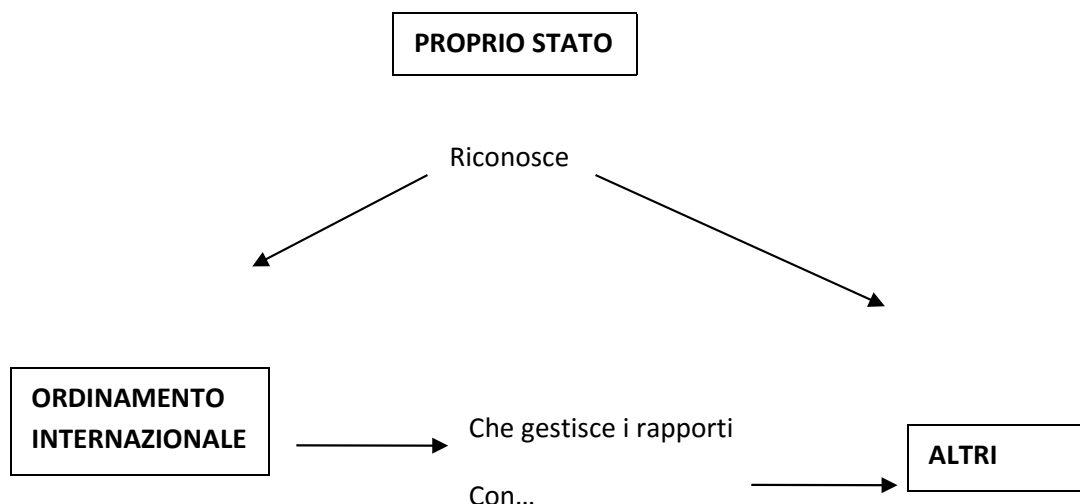 PROPRIO STATO
Riconosce
ORDINAMENTO
INTERNAZIONALE
Che gestisce i rapporti
Con…
ALTRI